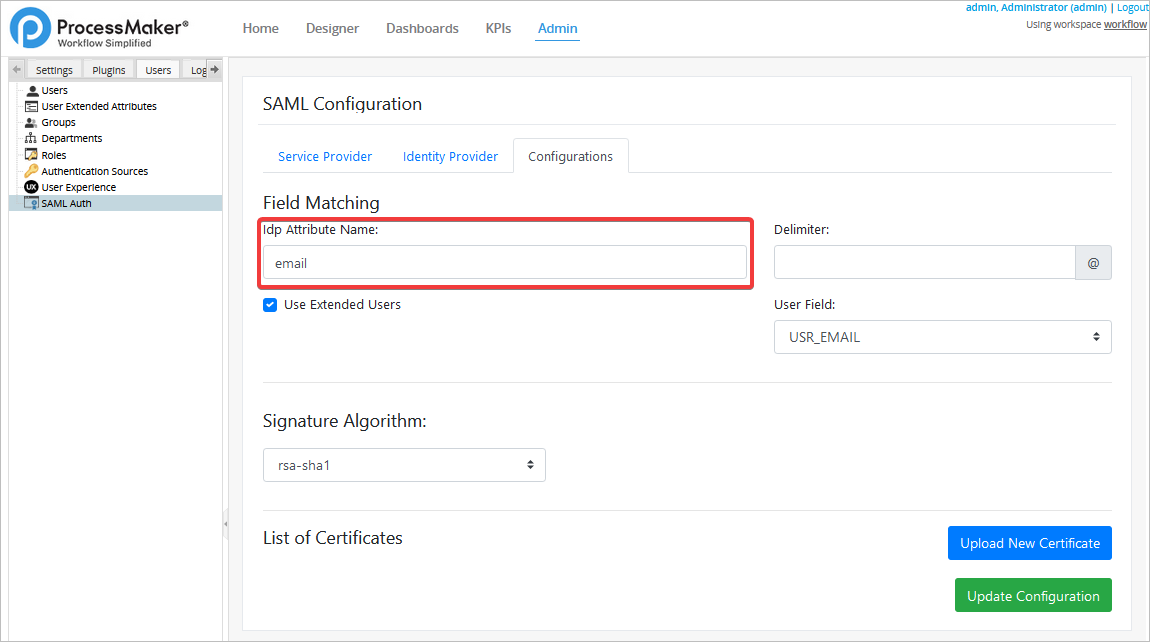 admin, Administrator (admin) | Logout
Using workspace workflow
ProcessMaker®
Workflow Simplified
Home Designer Dashboards KPIs Admin
Settings Plugins Users Log
Users
User Extended Attributes
Groups
Departments
Roles
Authentication Sources
UX User Experience
SAML Auth
SAML Configuration
Service Provider Identity Provider Configurations
Field Matching
Idp Attribute Name: Delimiter:
email @
Use Extended Users User Field:
USR_EMAIL
Signature Algorithm:
rsa-sha1
List of Certificates Upload New Certificate
Update Configuration